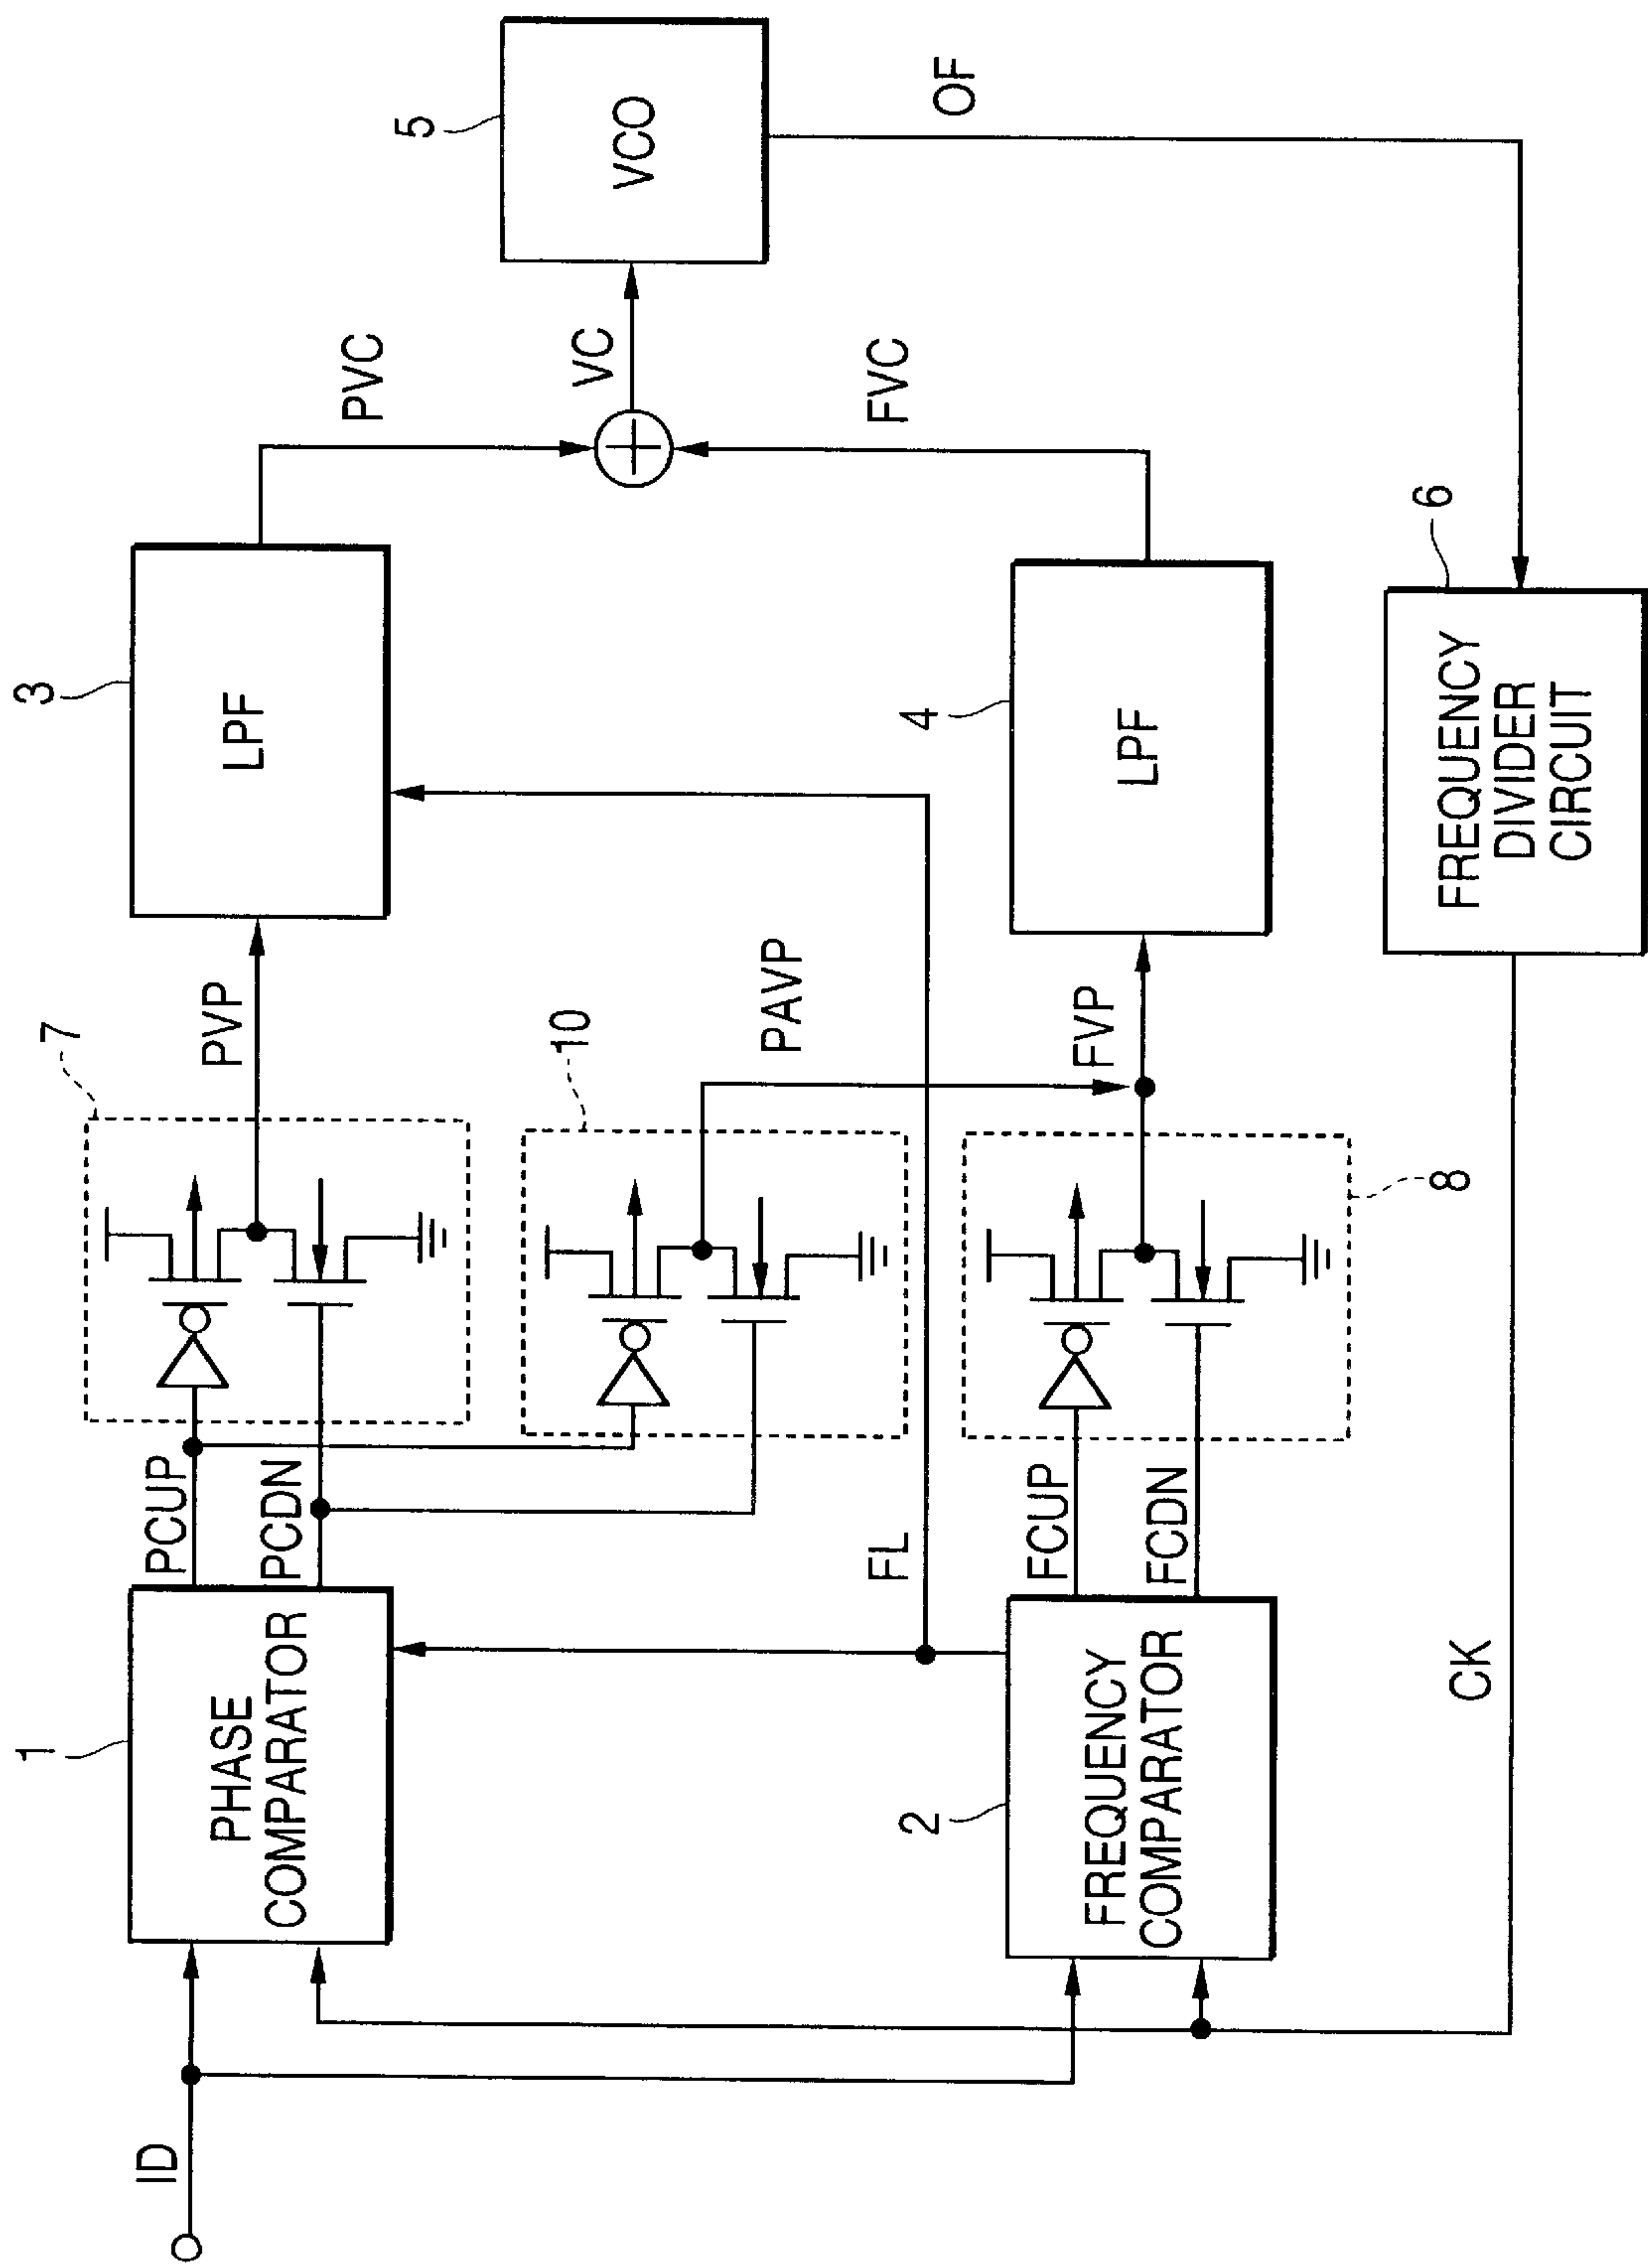 ID
1
PHASE
COMPARATOR
PCUP
PCDN
7
PVP
3
LPF
PVC
10
PAVP
VC
5
VCO
OF
FL
2
FREQUENCY
COMPARATOR
FCUP
FCDN
8
FVP
4
LPF
FVC
CK
6
FREQUENCY
DIVIDER
CIRCUIT